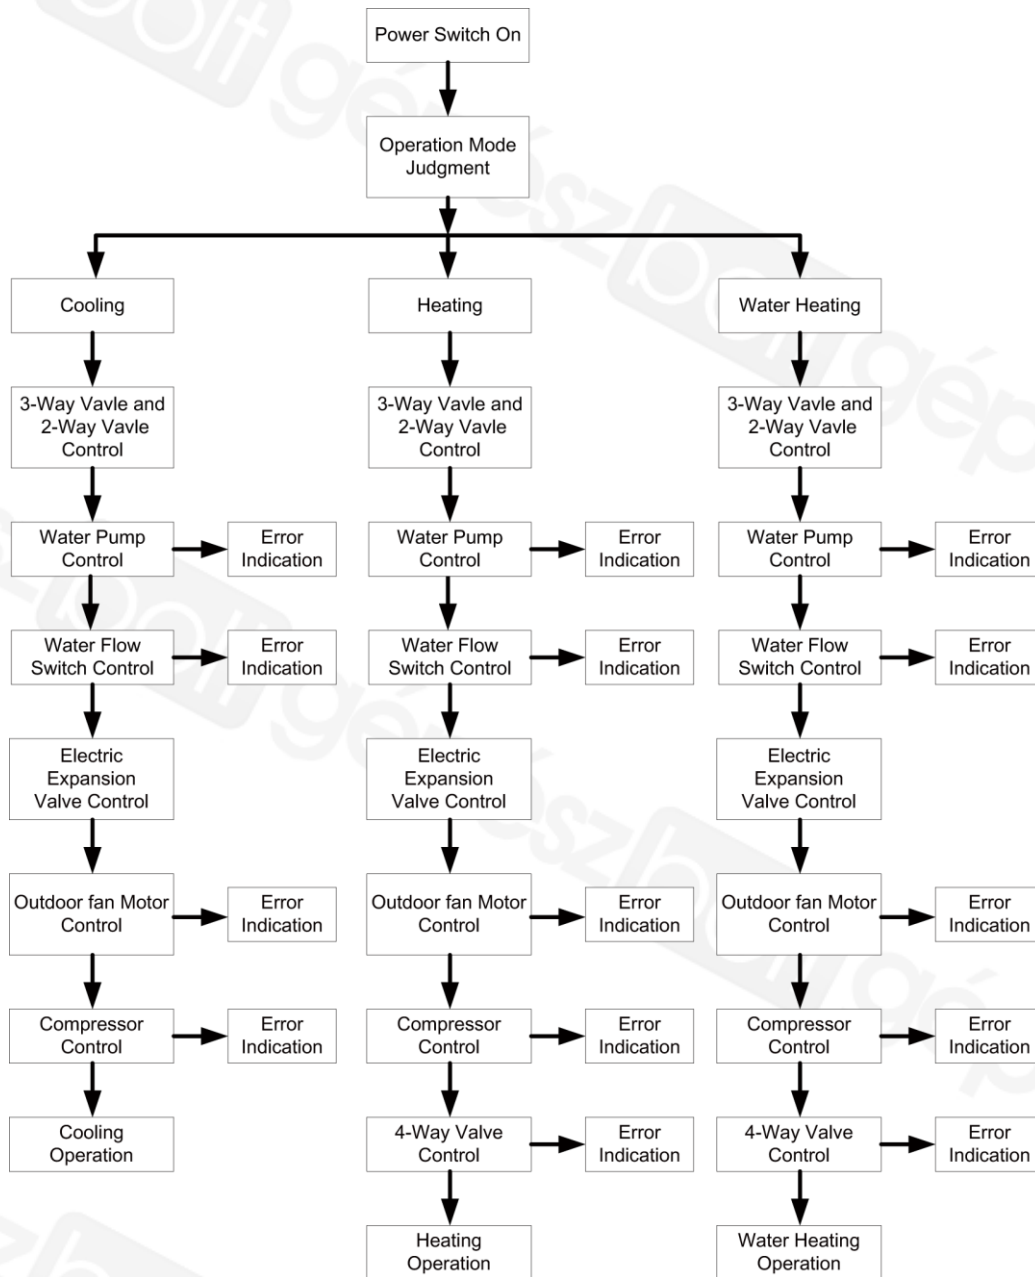 Power Switch On
Operation Mode
Judgment
Cooling
Heating
Water Heating
3-Way Vavle and
2-Way Vavle
Control
3-Way Vavle and
2-Way Vavle
Control
3-Way Vavle and
2-Way Vavle
Control
Water Pump
Control
Error
Indication
Water Pump
Control
Error
Indication
Water Pump
Control
Error
Indication
Water Flow
Switch Control
Error
Indication
Water Flow
Switch Control
Error
Indication
Water Flow
Switch Control
Error
Indication
Electric
Expansion
Valve Control
Electric
Expansion
Valve Control
Electric
Expansion
Valve Control
Outdoor fan Motor
Control
Error
Indication
Outdoor fan Motor
Control
Error
Indication
Outdoor fan Motor
Control
Error
Indication
Compressor
Control
Error
Indication
Compressor
Control
Error
Indication
Compressor
Control
Error
Indication
Cooling
Operation
4-Way Valve
Control
Error
Indication
4-Way Valve
Control
Error
Indication
Heating
Operation
Water Heating
Operation
bolt gépészbolt gép
észbolt gépészbolt gép